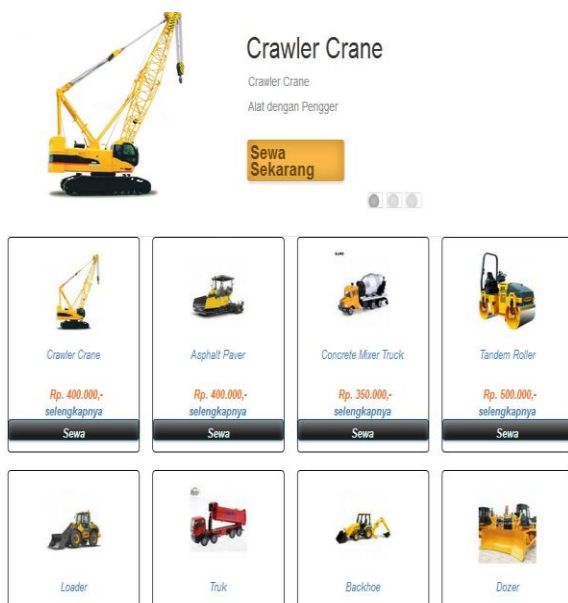 Crawler Crane
Crawler Crane
Alat dengan Pengger
Sewa
Sekarang
Crawler Crane
Asphalt Paver
Concrete Mixer Truck
Tandem Roller
Rp. 400.000,-
Rp. 400.000,-
Rp. 350.000,-
Rp. 500.000,-
selengkapnya
selengkapnya
selengkapnya
selengkapnya
Sewa
Sewa
Sewa
Sewa
Loader
Truk
Backhoe
Dozer